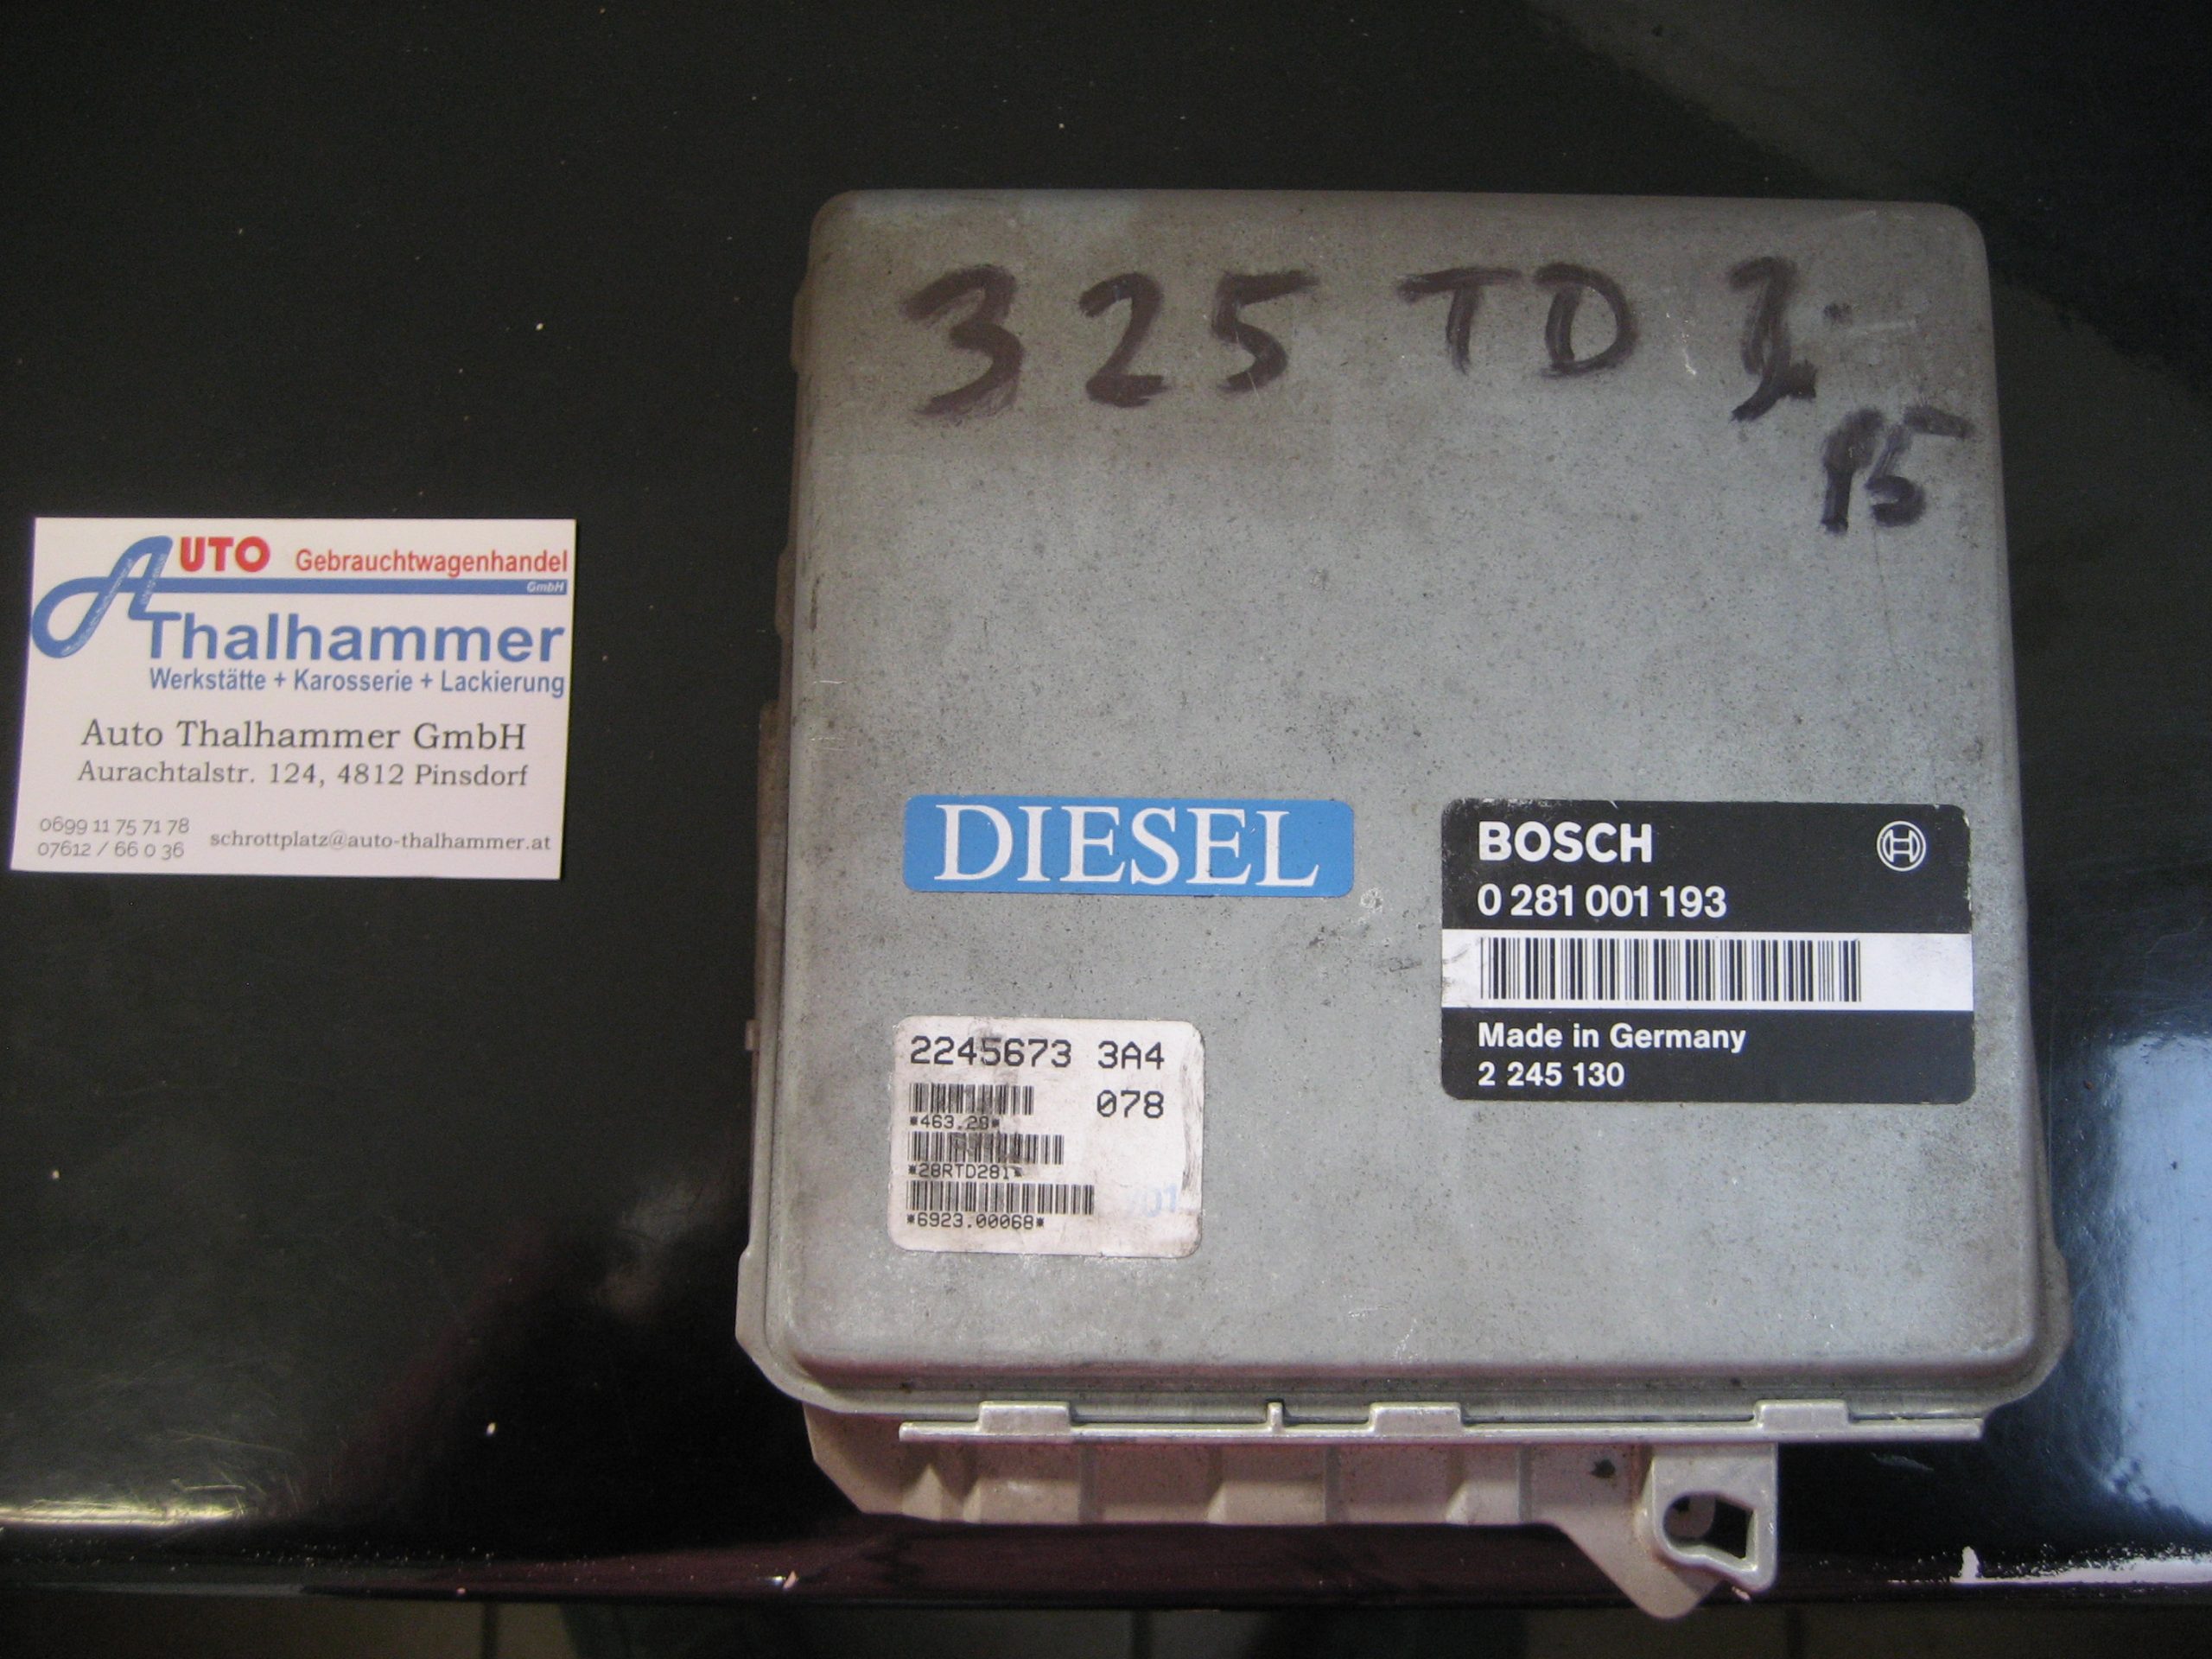 AUTO Gebrauchtwagenhandel
GmbH
Thalhammer
Werkstätte + Karosserie + Lackierung
Auto Thalhammer GmbH
Aurachtalstr. 124, 4812 Pinsdorf
0699 11 75 71 78
07612 / 66 0 36
schrottplatz@auto-thalhammer.at
325 TD
95
DIESEL
BOSCH
0 281 001 193
Made in Germany
2 245 130
2245673 3A4
078
*463.28*
*28RTD281*
*6923.00068*